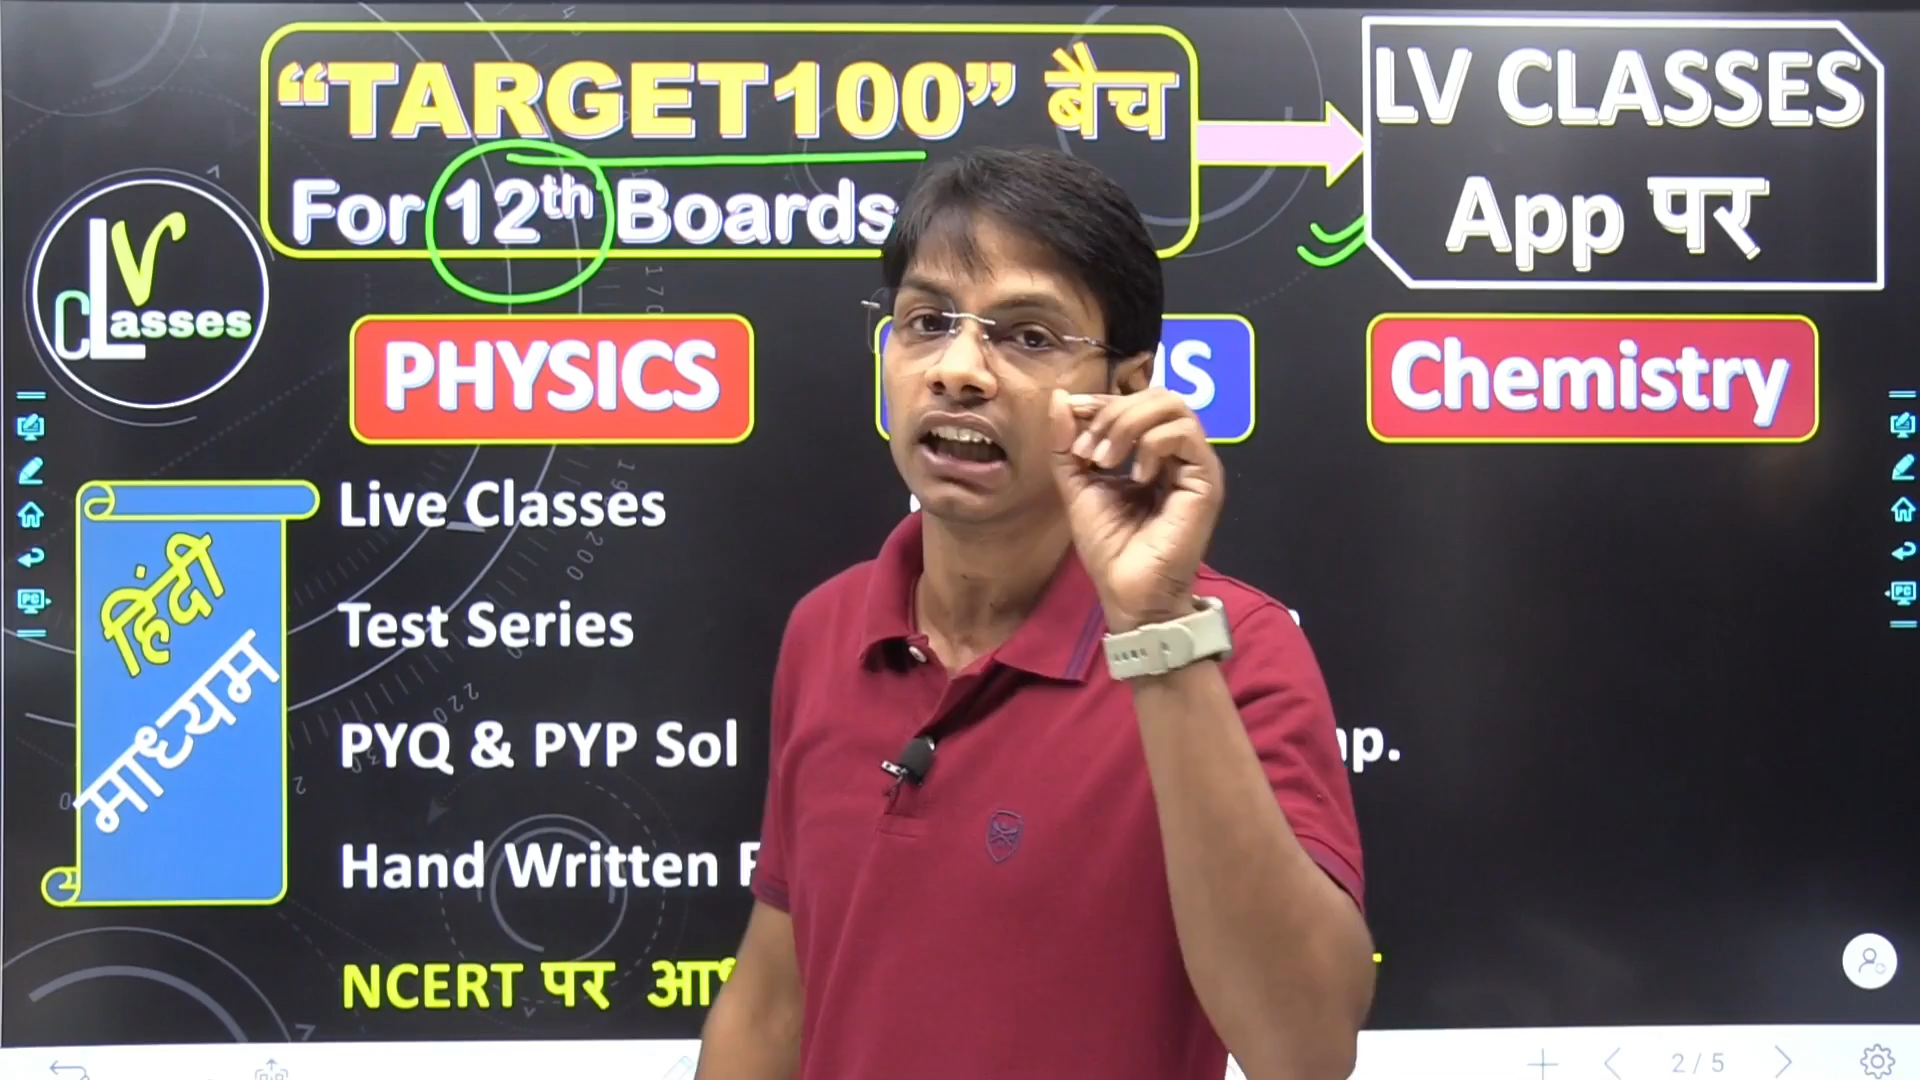 “TARGET100” बैच
For 12th Boards
LV CLASSES
App पर
LV Classes
PHYSICS
Chemistry
हिंदी
माध्यम
Live Classes
Test Series
PYQ & PYP Sol
Hand Written
NCERT पर
2/5